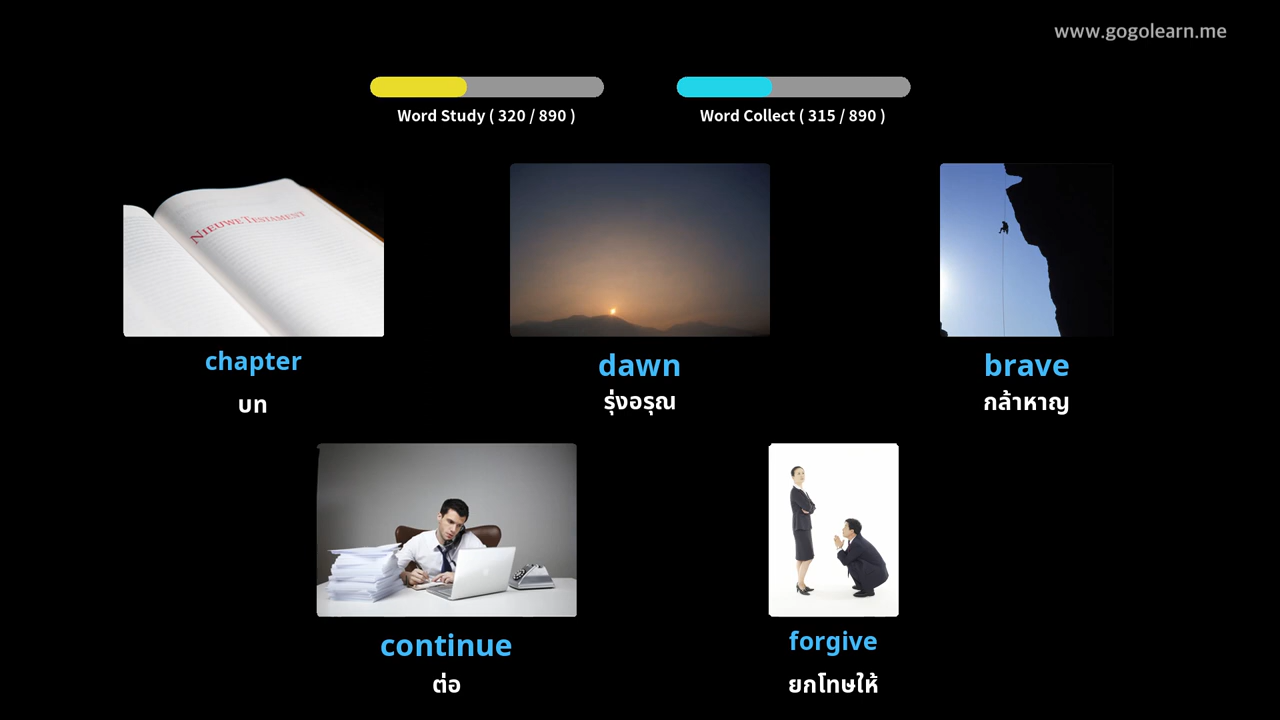 www.gogolearn.me
Word Study ( 320 / 890 )
Word Collect ( 315 / 890 )
NIEUWE TESTAMENT
chapter
dawn
brave
บท
รุ่งอรุณ
กล้าหาญ
continue
forgive
ต่อ
ยกโทษให้